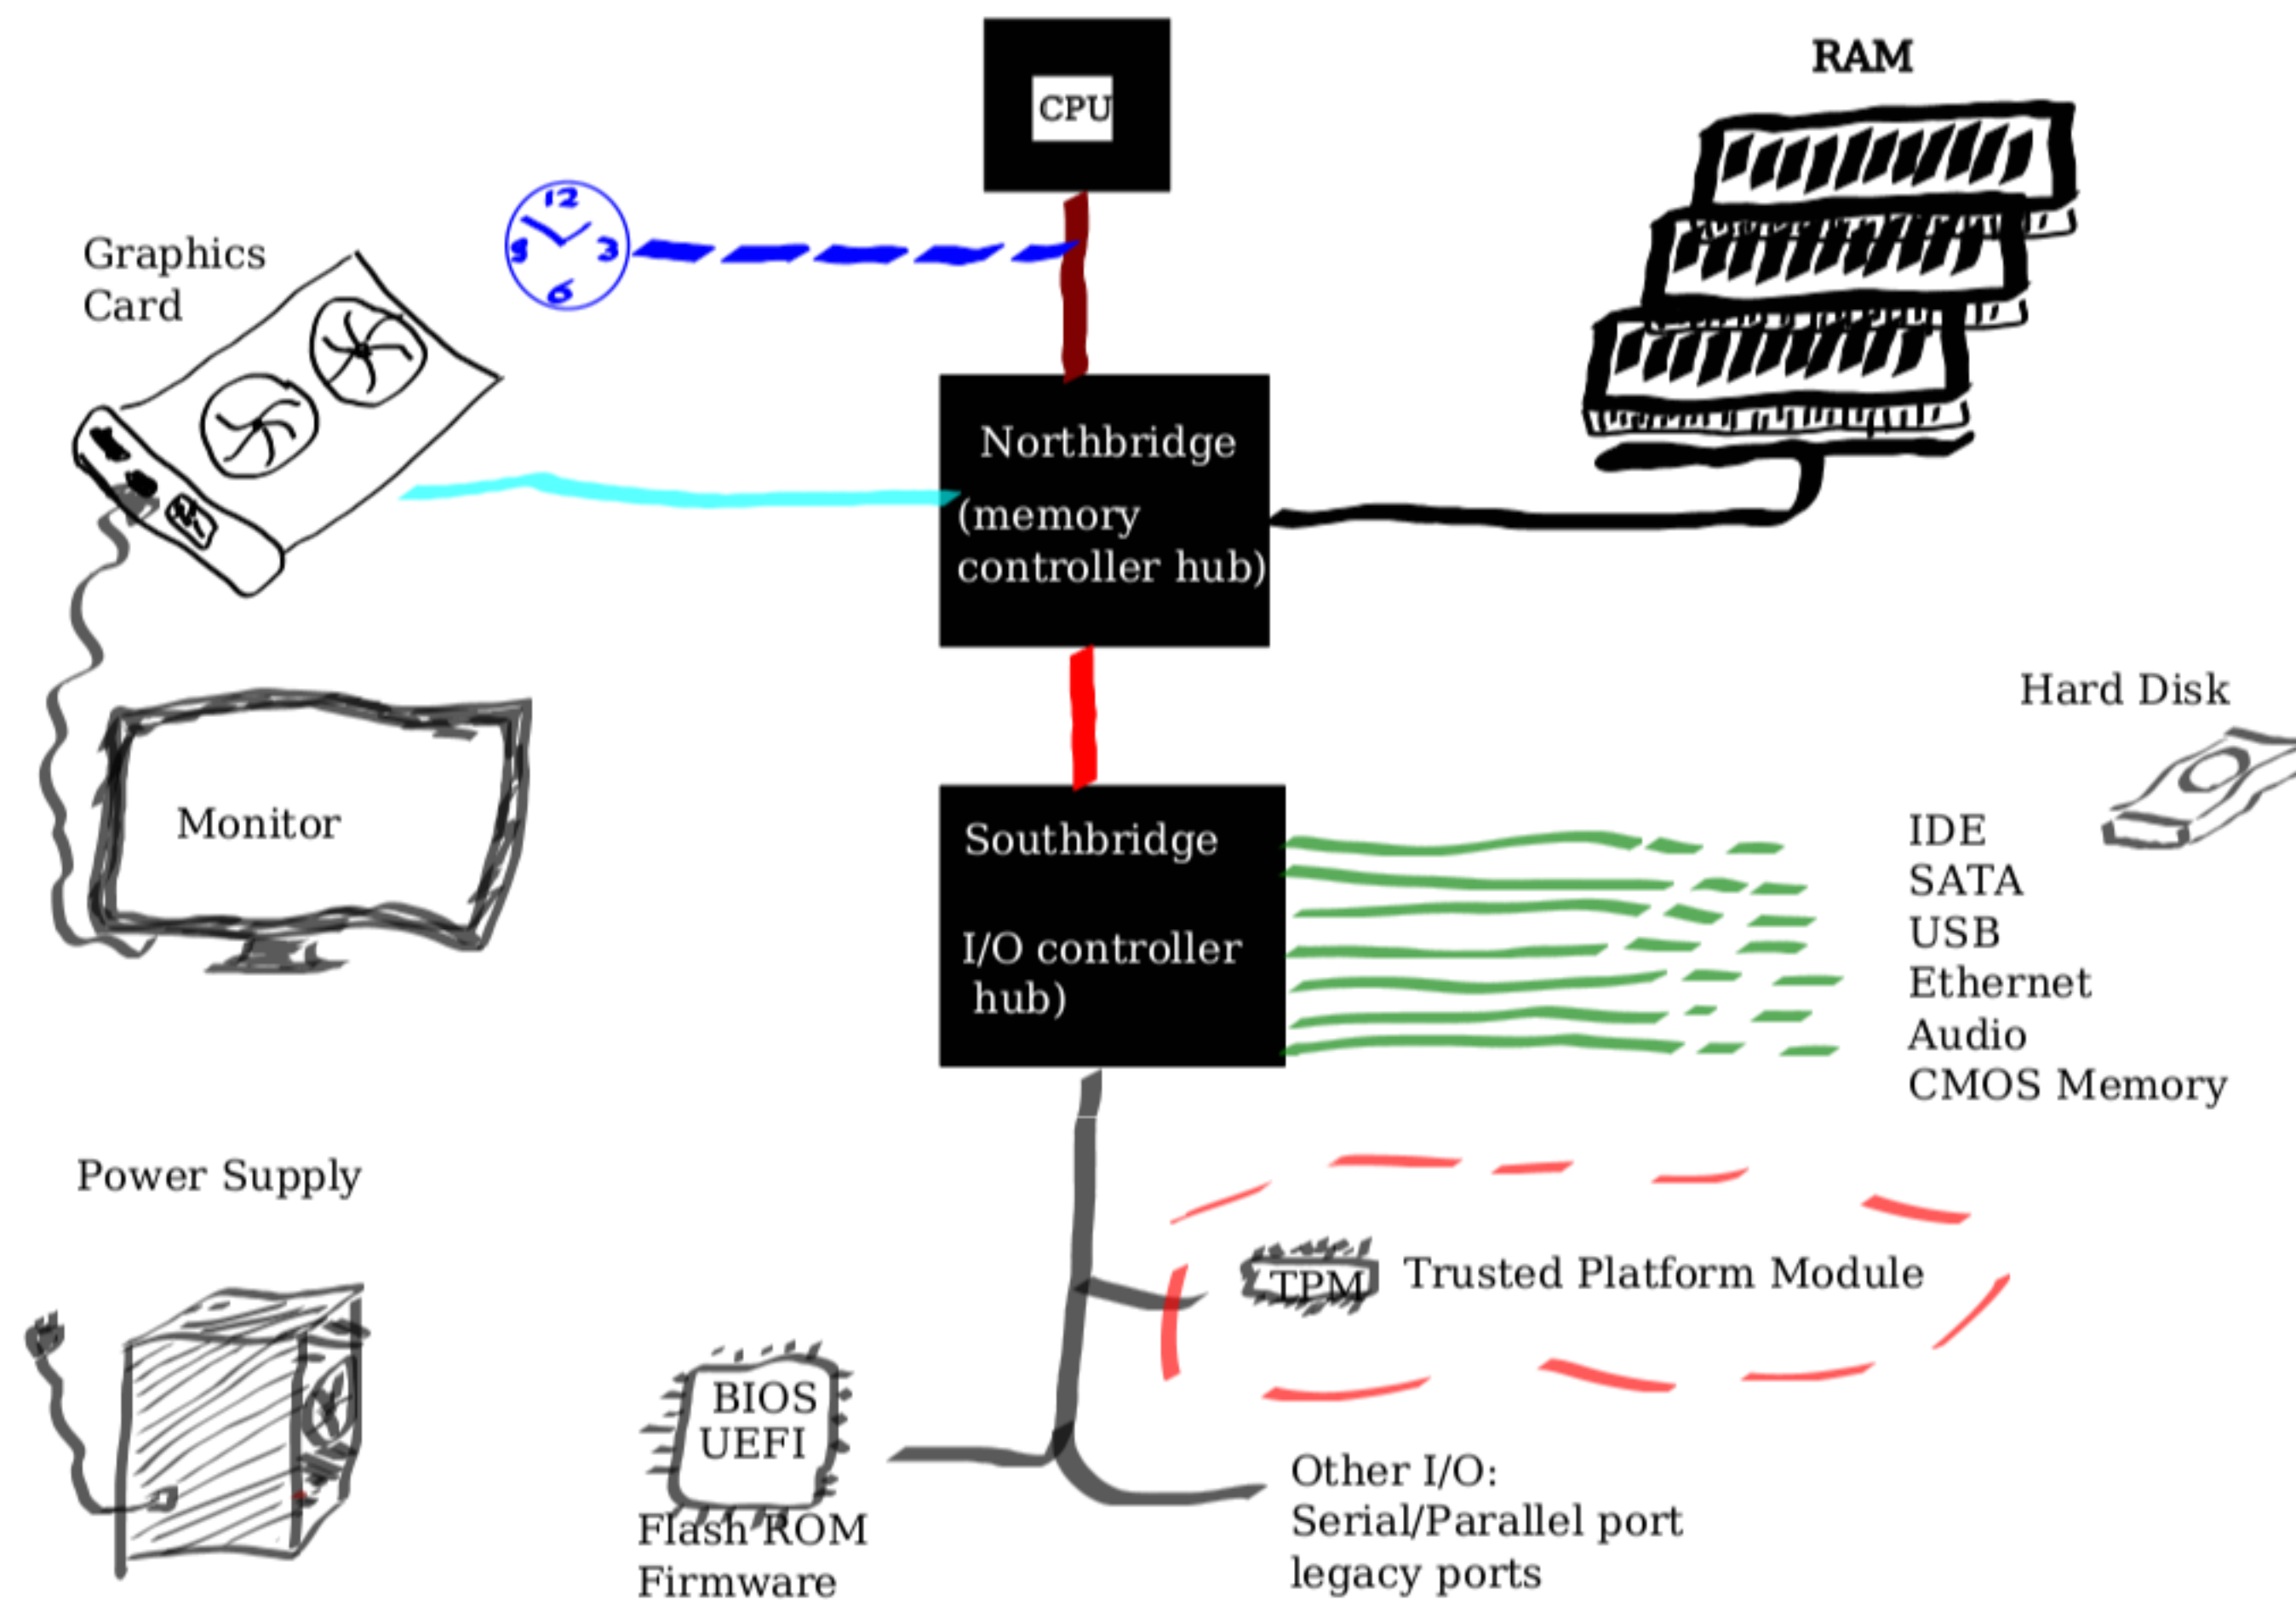 CPU
RAM
12
3
6
9
Graphics
Card
Northbridge
(memory
controller hub)
Monitor
Hard Disk
Southbridge
I/O controller
hub)
IDE
SATA
USB
Ethernet
Audio
CMOS Memory
Power Supply
TPM
Trusted Platform Module
BIOS
UEFI
Flash ROM
Firmware
Other I/O:
Serial/Parallel port
legacy ports